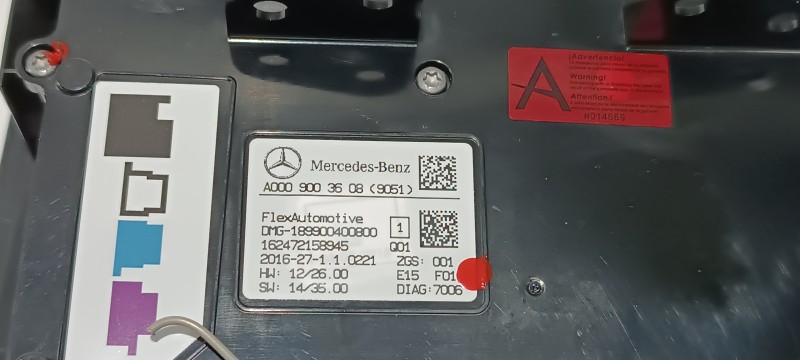 Mercedes-Benz
A000 900 36 08 (9051)
FlexAutomotive
DMG-189900400800
162472158945
2016-27-1.1.0221
HW: 12/26.00
SW: 14/35.00
1
Q01
ZGS: 001
E15 F01
DIAG:7006
A
¡Advertencia!
Warning!
Attention!